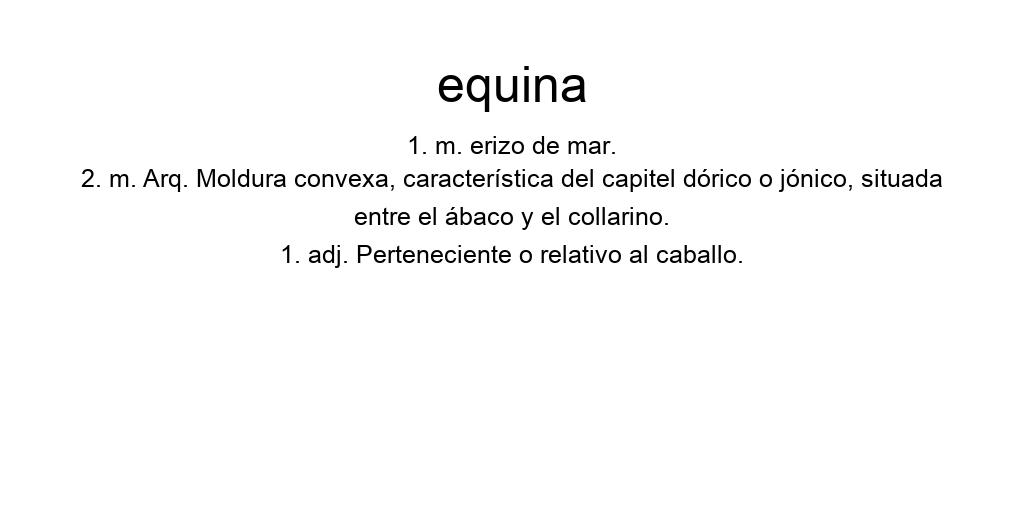 equina
1. m. erizo de mar.
2. m. Arq. Moldura convexa, característica del capitel dórico o jónico, situada
entre el ábaco y el collarino.
1. adj. Perteneciente o relativo al caballo.